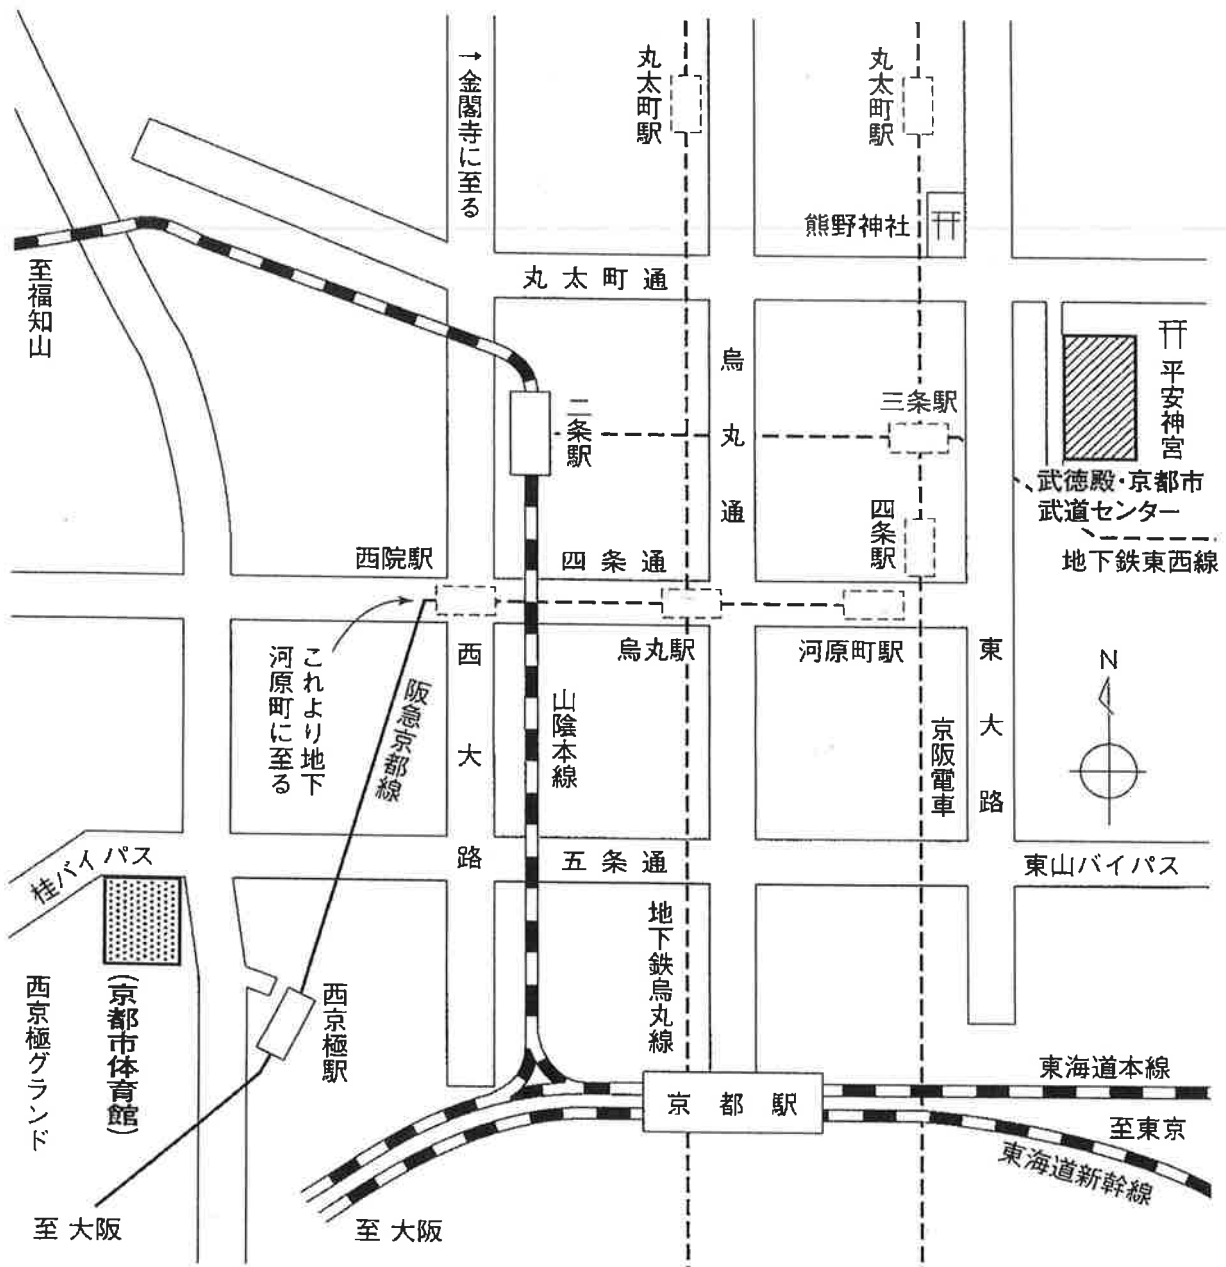 →金閣寺に至る
丸太町駅
丸太町駅
熊野神社
至福知山
丸太町通
烏丸通
二条駅
三条駅
平安神宮
武徳殿・京都市
武道センター
地下鉄東西線
四条駅
西院駅
四条通
烏丸駅
河原町駅
これより地下
河原町に至る
阪急京都線
西大路
山陰本線
京阪電車
東大路
N
桂バイパス
五条通
東山バイパス
西京極グランド
(京都市体育館)
西京極駅
地下鉄烏丸線
京都駅
東海道本線
至東京
東海道新幹線
至 大阪
至 大阪